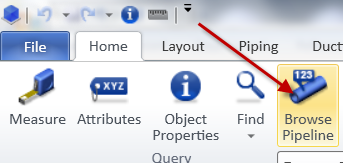 File Home Layout Piping Duct
XYZ 123
Measure Attributes Object Properties Find Browse Pipeline
Query